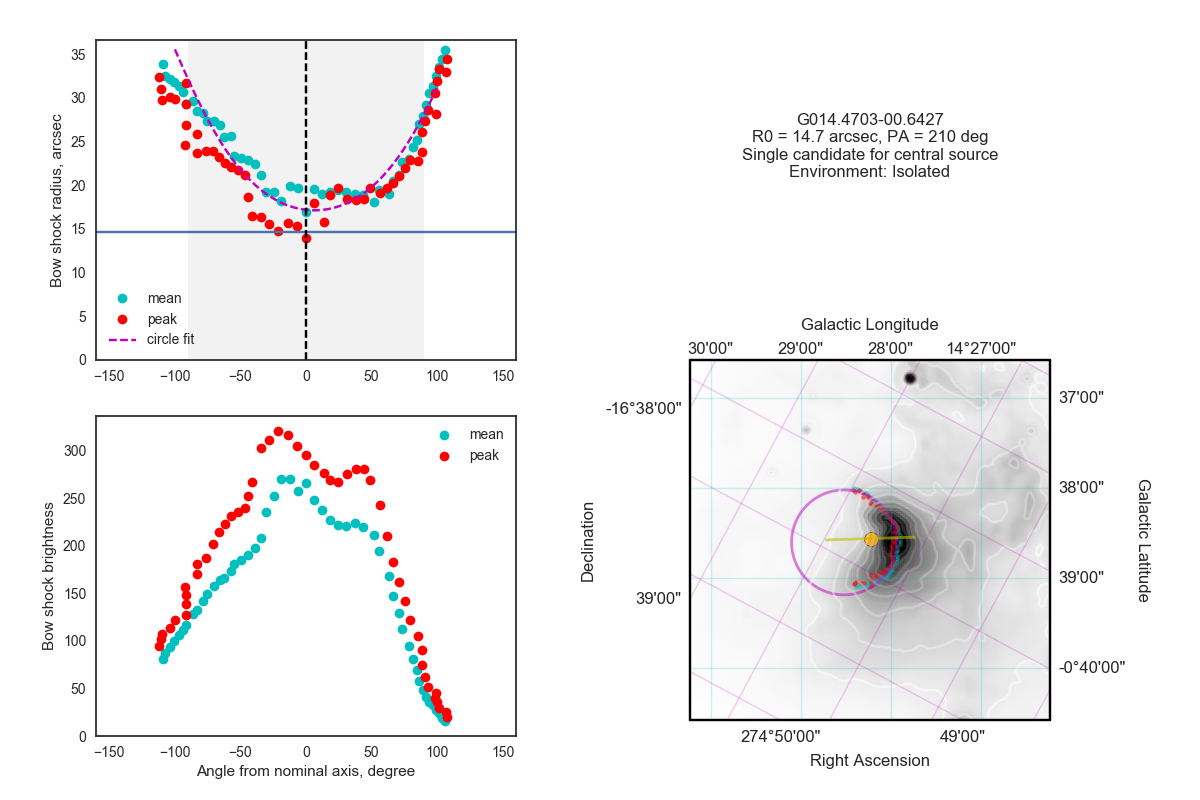 35
30
25
20
15
10
5
0
Bow shock radius, arcsec
mean
peak
circle fit
−150
−100
−50
0
50
100
150
G014.4703-00.6427
R0 = 14.7 arcsec, PA = 210 deg
Single candidate for central source
Environment: Isolated
300
250
200
150
100
50
0
Bow shock brightness
mean
peak
−150
−100
−50
0
50
100
150
Angle from nominal axis, degree
Galactic Longitude
30'00"
29'00"
28'00"
14°27'00"
-16°38'00"
39'00"
Declination
37'00"
38'00"
39'00"
-0°40'00"
Galactic Latitude
274°50'00"
49'00"
Right Ascension